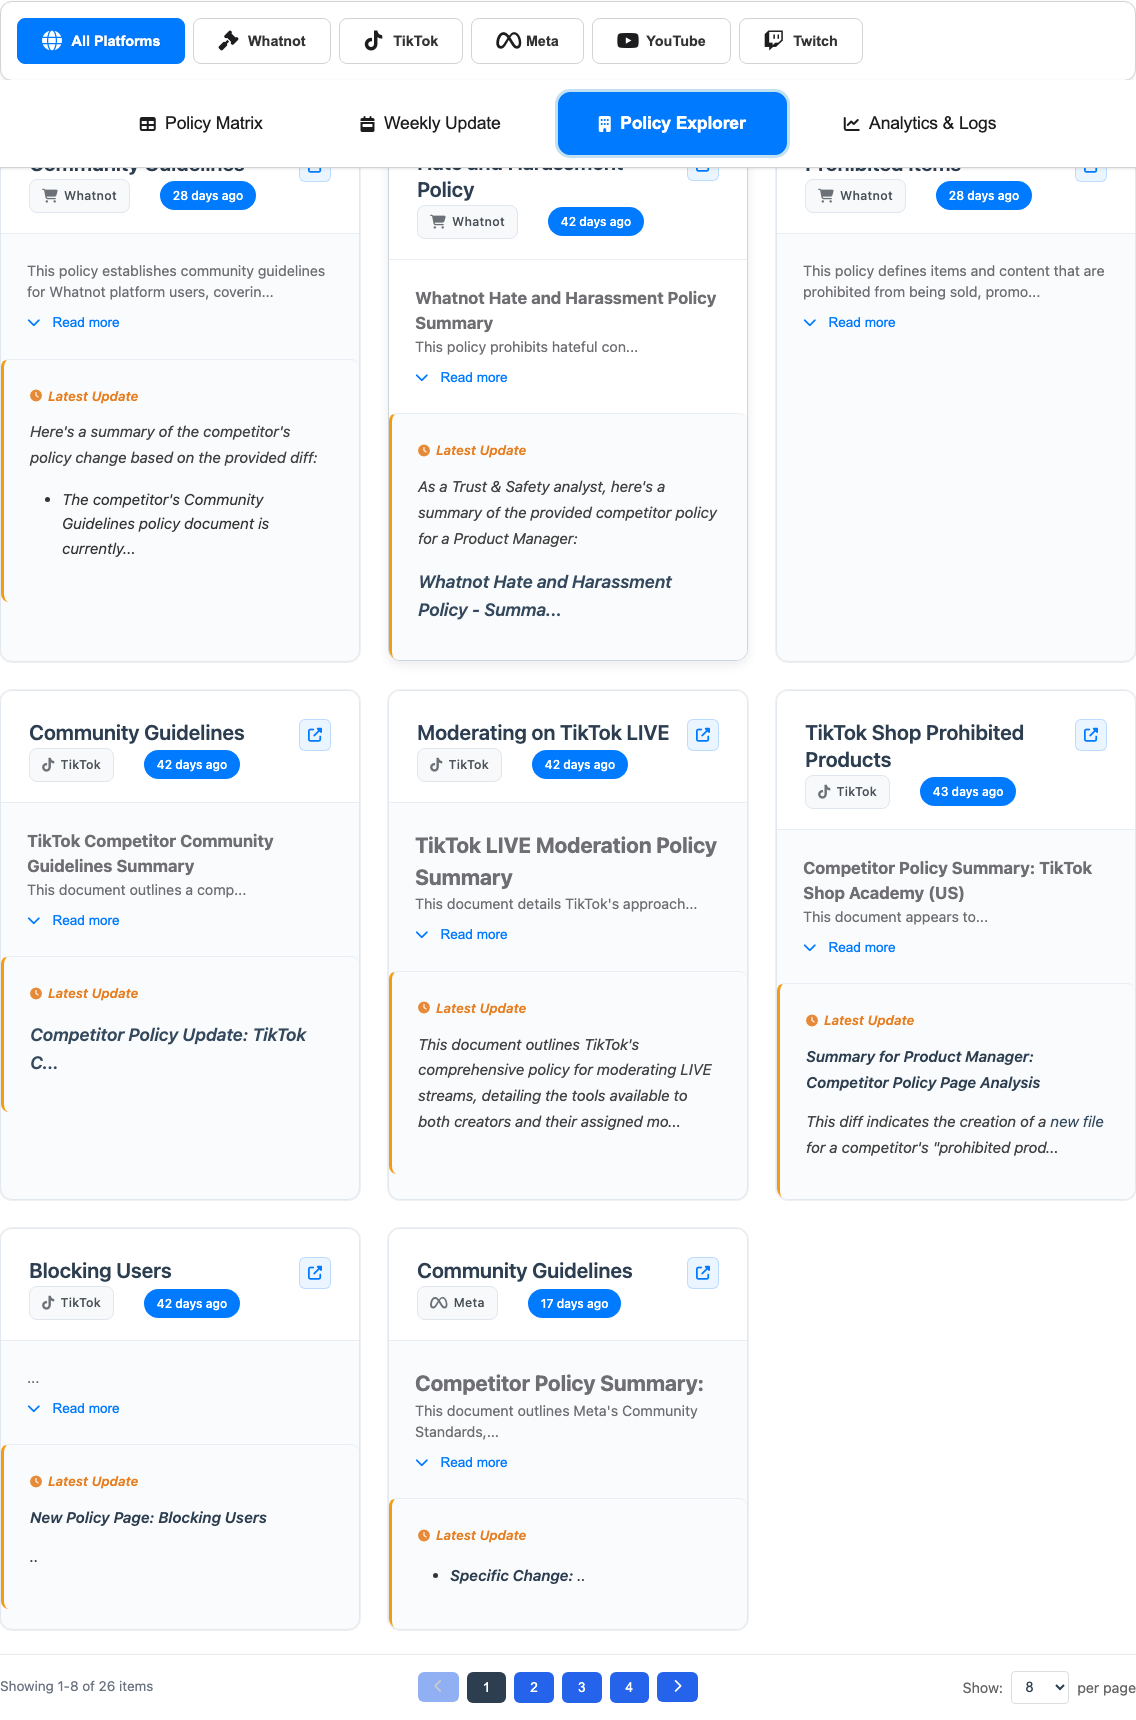 All Platforms
Whatnot
TikTok
Meta
YouTube
Twitch
Policy Matrix
Weekly Update
Policy Explorer
Analytics & Logs
Community Guidelines
Whatnot
28 days ago
This policy establishes community guidelines
for Whatnot platform users, coverin...
Read more
Latest Update
Here's a summary of the competitor's
policy change based on the provided diff:
• The competitor's Community
Guidelines policy document is
currently...
Hate and Harassment
Policy
Whatnot
42 days ago
Whatnot Hate and Harassment Policy
Summary
This policy prohibits hateful con...
Read more
Latest Update
As a Trust & Safety analyst, here's a
summary of the provided competitor policy
for a Product Manager:
Whatnot Hate and Harassment
Policy - Summa...
Prohibited Items
Whatnot
28 days ago
This policy defines items and content that are
prohibited from being sold, promo...
Read more
Community Guidelines
TikTok
42 days ago
TikTok Competitor Community
Guidelines Summary
This document outlines a comp...
Read more
Latest Update
Competitor Policy Update: TikTok
C...
Moderating on TikTok LIVE
TikTok
42 days ago
TikTok LIVE Moderation Policy
Summary
This document details TikTok's approach...
Read more
Latest Update
This document outlines TikTok's
comprehensive policy for moderating LIVE
streams, detailing the tools available to
both creators and their assigned mo...
TikTok Shop Prohibited
Products
TikTok
43 days ago
Competitor Policy Summary: TikTok
Shop Academy (US)
This document appears to...
Read more
Latest Update
Summary for Product Manager:
Competitor Policy Page Analysis
This diff indicates the creation of a new file
for a competitor's "prohibited prod...
Blocking Users
TikTok
42 days ago
...
Read more
Latest Update
New Policy Page: Blocking Users
..
Community Guidelines
Meta
17 days ago
Competitor Policy Summary:
This document outlines Meta's Community
Standards,...
Read more
Latest Update
• Specific Change: ..
Showing 1-8 of 26 items
1
2
3
4
Show:
8
per page